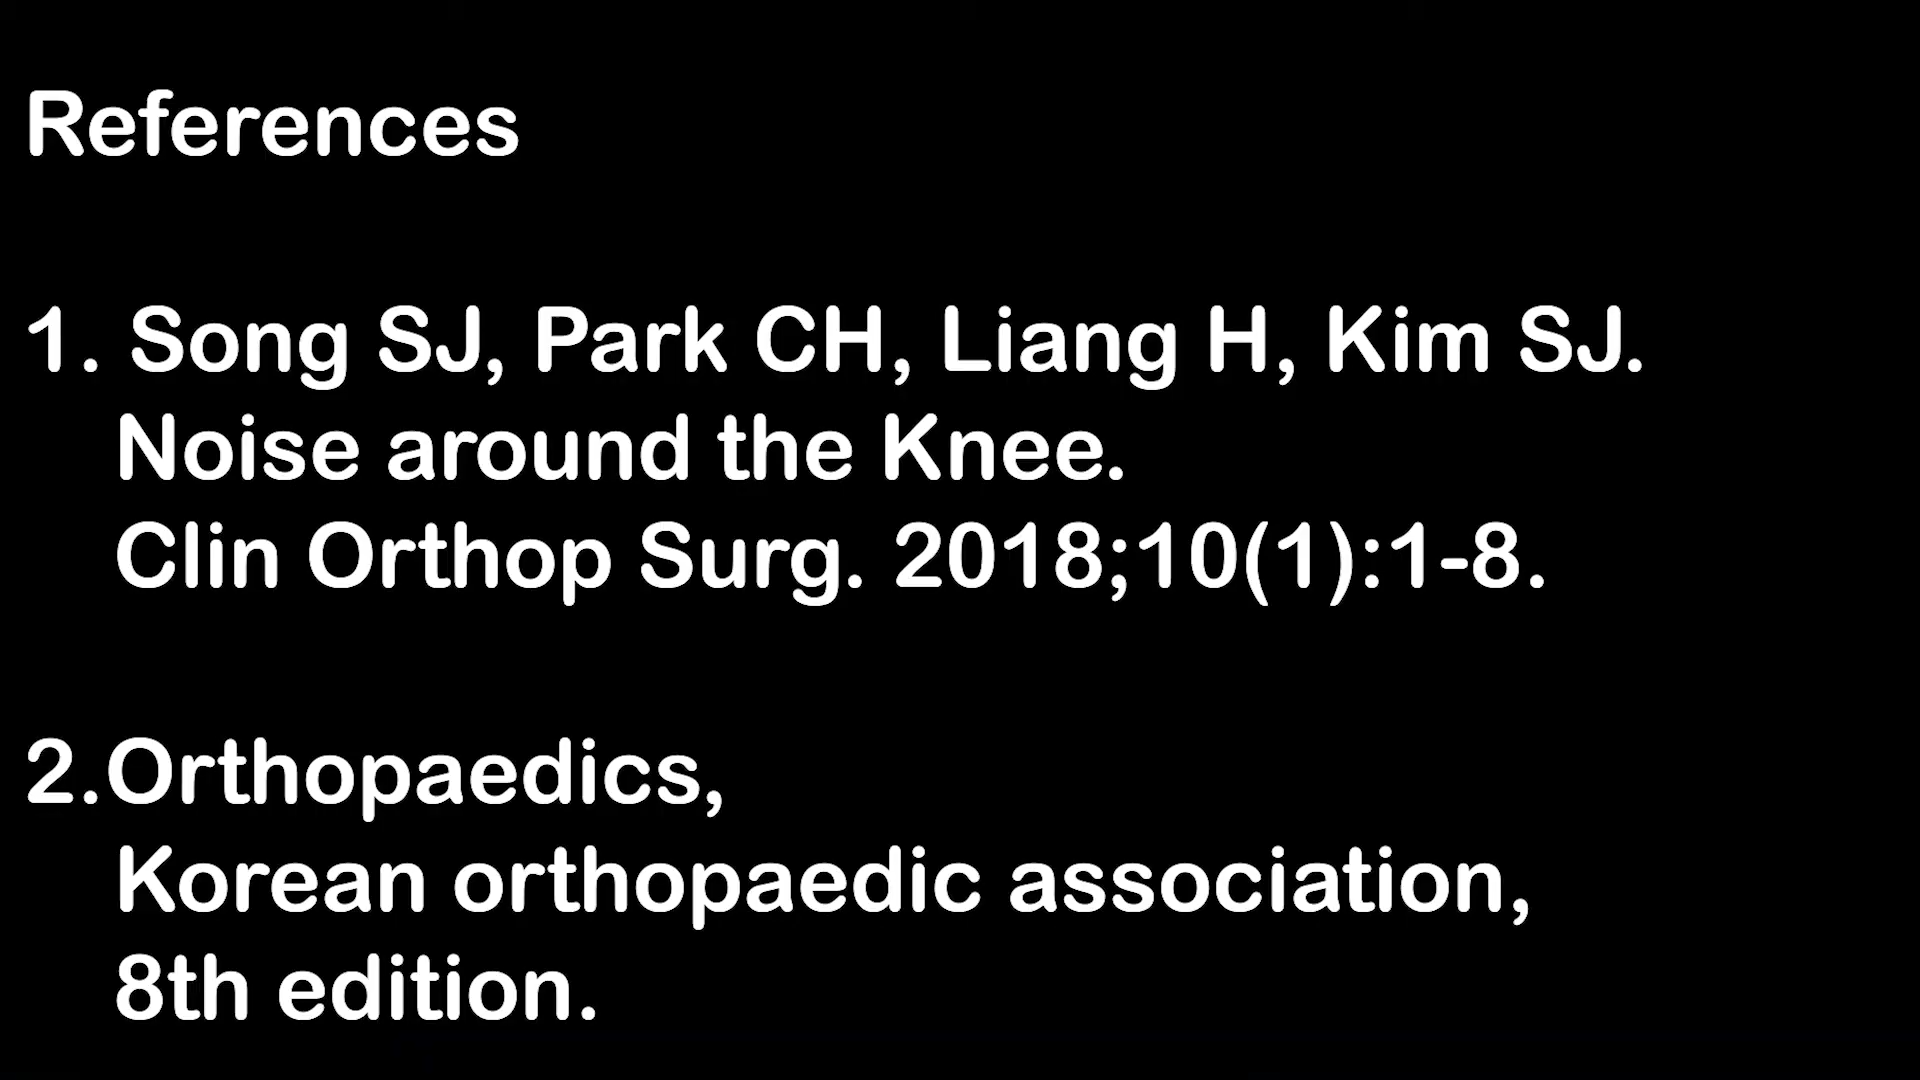 References
1. Song SJ, Park CH, Liang H, Kim SJ.
Noise around the Knee.
Clin Orthop Surg. 2018;10(1):1-8.
2.Orthopaedics,
Korean orthopaedic association,
8th edition.